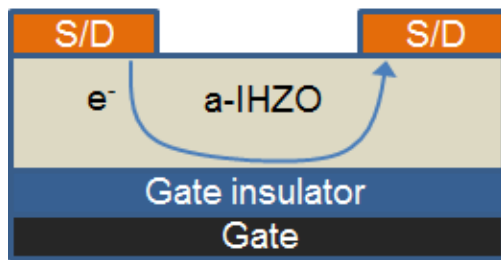 S/D S/D
e⁻ a-IHZO
Gate insulator
Gate